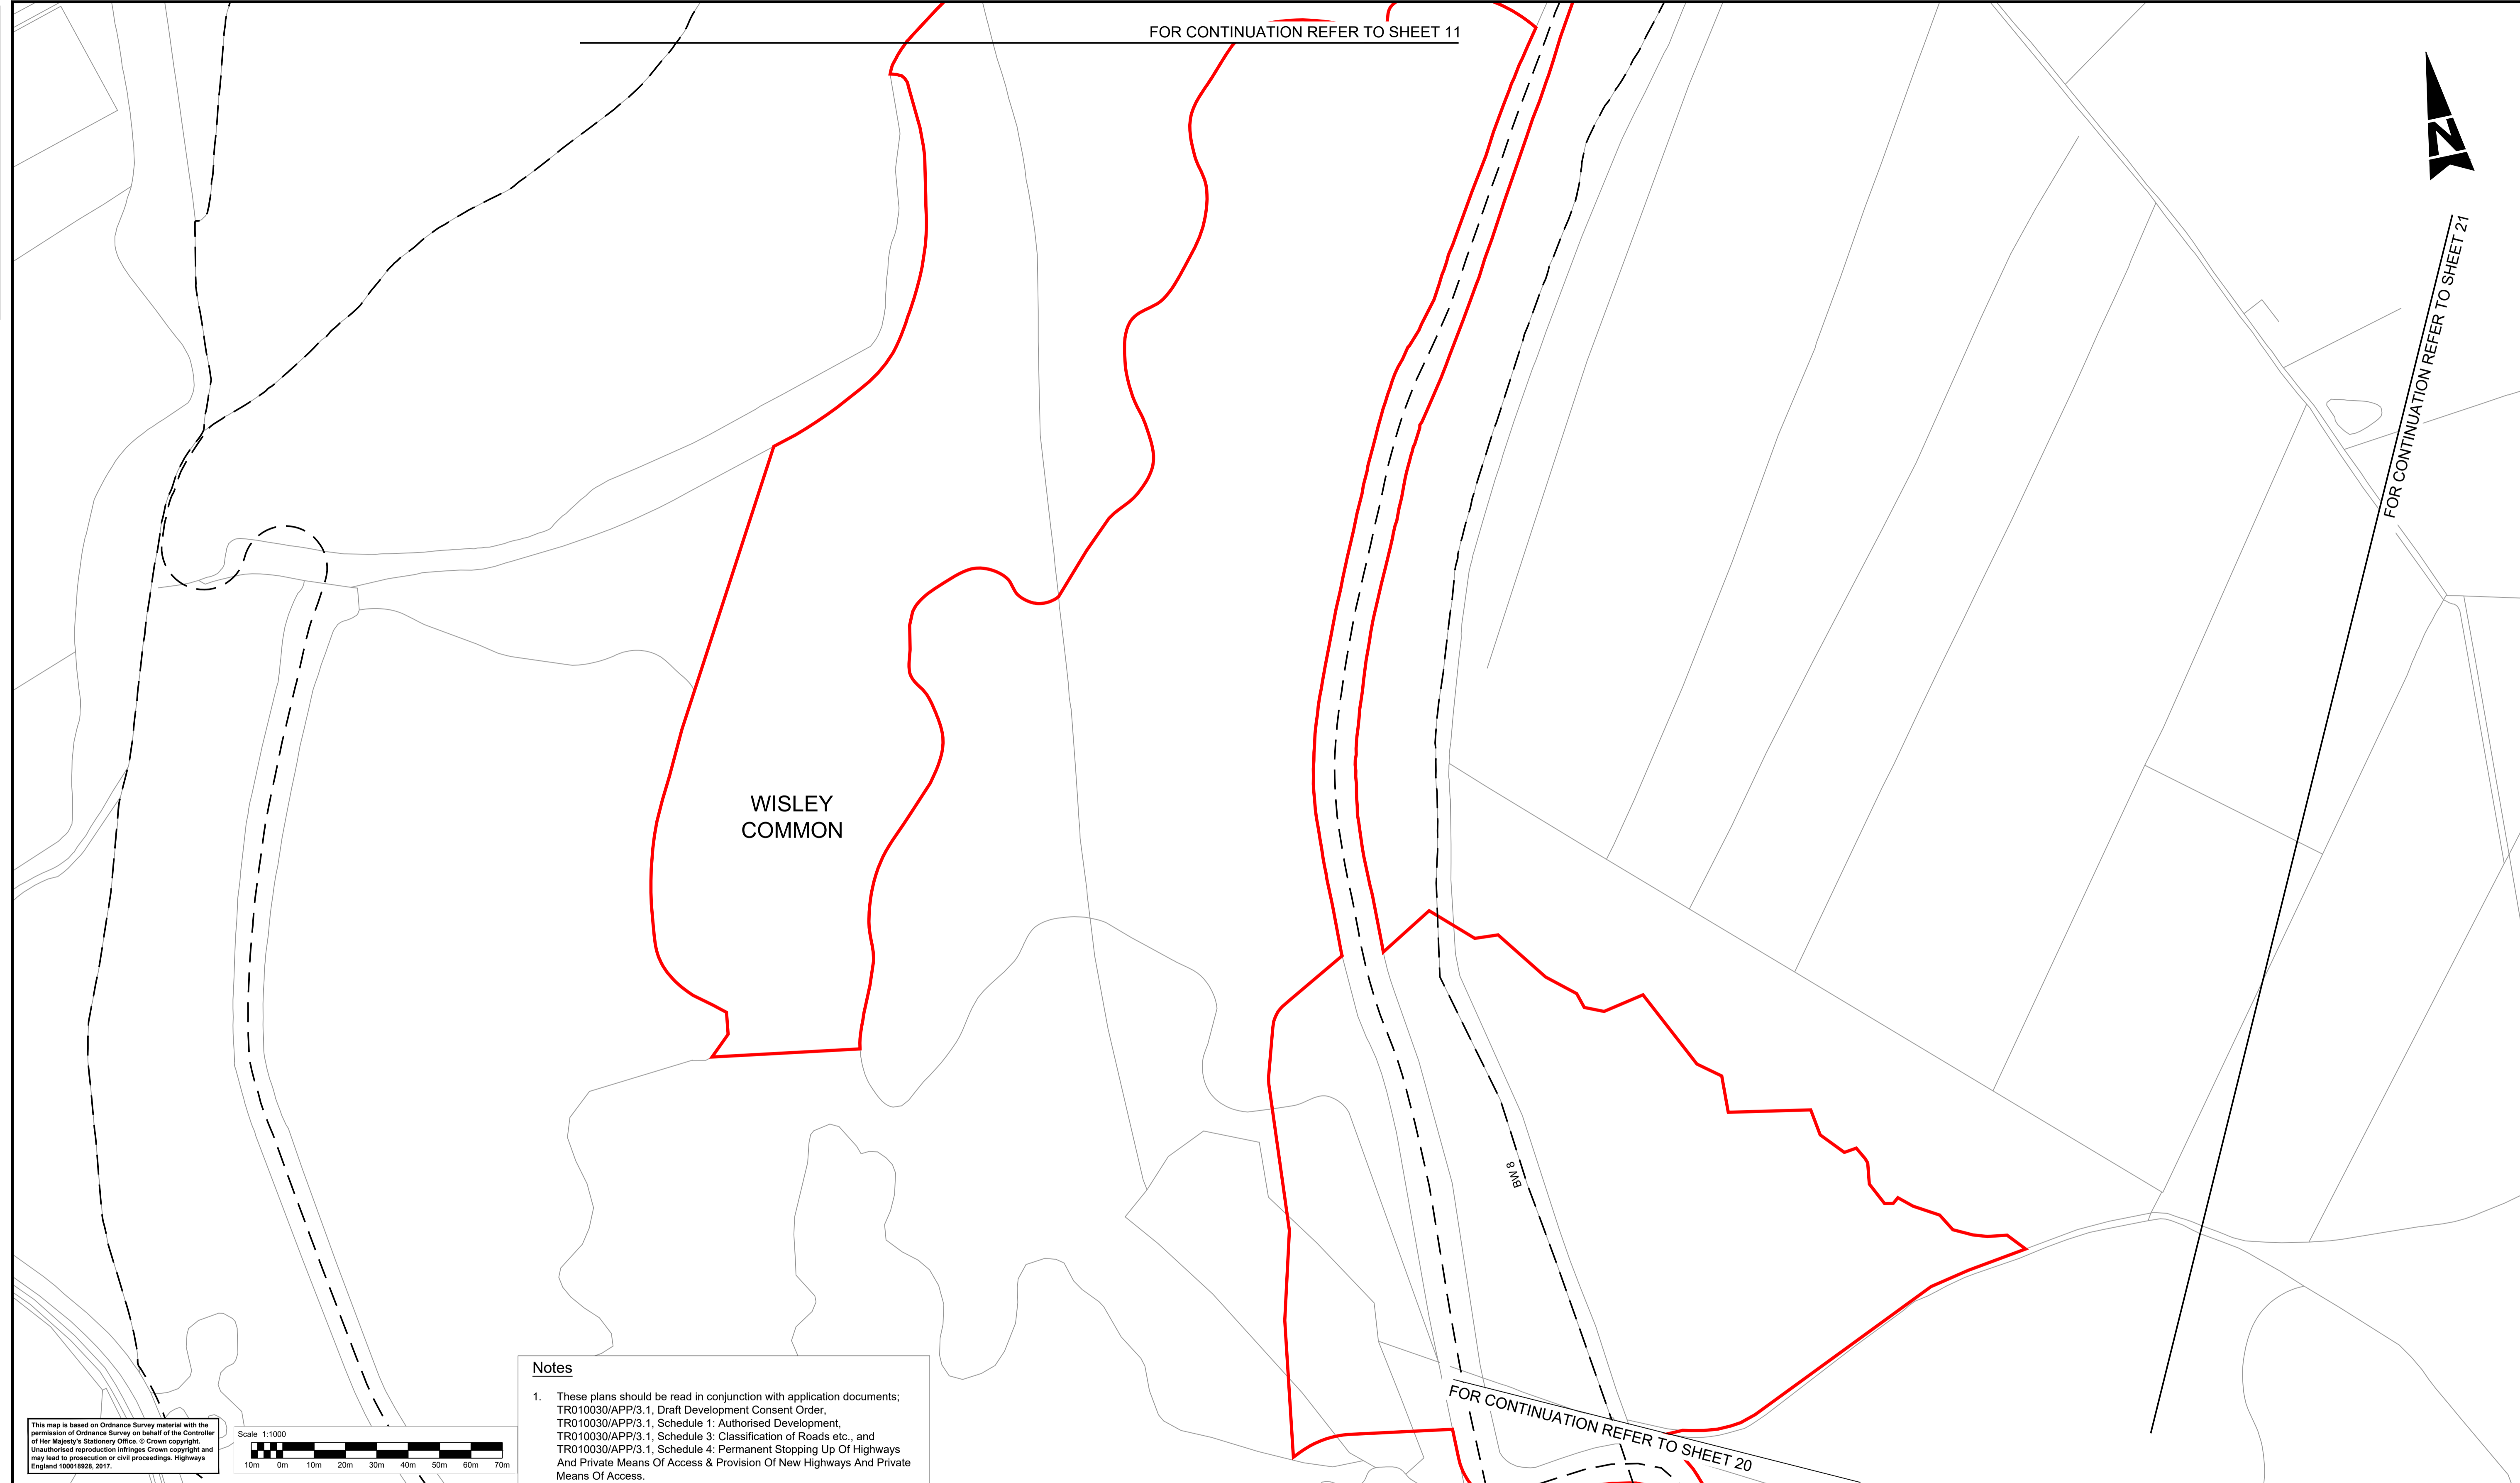 FOR CONTINUATION REFER TO SHEET 11
N
FOR CONTINUATION REFER TO SHEET 21
WISLEY
COMMON
BW 8
FOR CONTINUATION REFER TO SHEET 20
Notes
1. These plans should be read in conjunction with application documents;
TR010030/APP/3.1, Draft Development Consent Order,
TR010030/APP/3.1, Schedule 1: Authorised Development,
TR010030/APP/3.1, Schedule 3: Classification of Roads etc., and
TR010030/APP/3.1, Schedule 4: Permanent Stopping Up Of Highways
And Private Means Of Access & Provision Of New Highways And Private
Means Of Access.
This map is based on Ordnance Survey material with the
permission of Ordnance Survey on behalf of the Controller
of Her Majesty's Stationery Office. © Crown copyright.
Unauthorised reproduction infringes Crown copyright and
may lead to prosecution or civil proceedings. Highways
England 100018928, 2017.
Scale 1:1000
10m 0m 10m 20m 30m 40m 50m 60m 70m